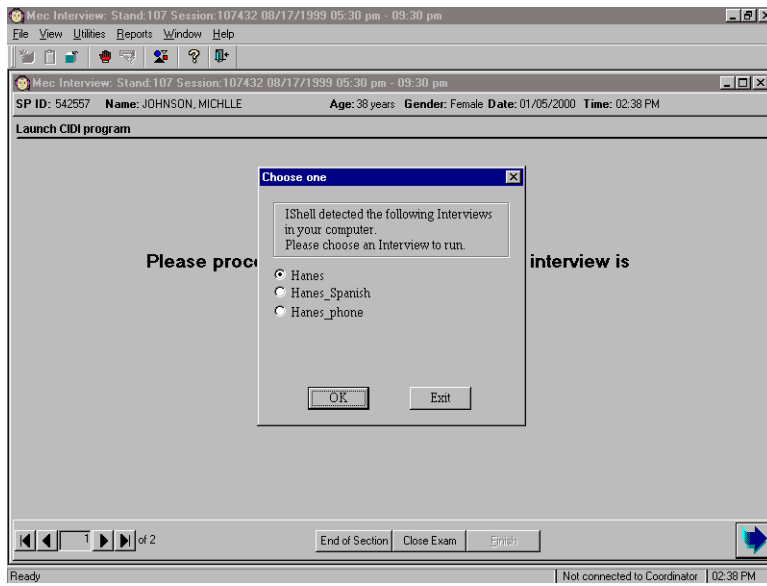 Mec Interview: Stand:107 Session:107432 08/17/1999 05:30 pm - 09:30 pm
File View Utilities Reports Window Help
Mec Interview: Stand:107 Session:107432 08/17/1999 05:30 pm - 09:30 pm
SP ID: 542557 Name: JOHNSON, MICHLLE Age: 38 years Gender: Female Date: 01/05/2000 Time: 02:38 PM
Launch CIDI program
Choose one
IShell detected the following Interviews
in your computer.
Please choose an Interview to run.
Please proce interview is
Hanes
Hanes_Spanish
Hanes_phone
OK Exit
1 of 2 End of Section Close Exam Finish
Ready Not connected to Coordinator 02:38 PM